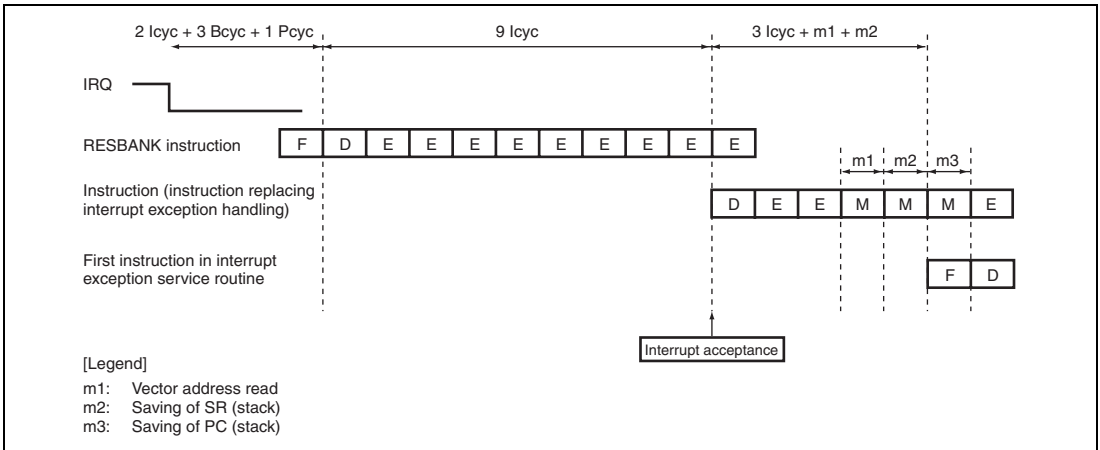 2 Icyc + 3 Bcyc + 1 Pcyc 9 Icyc 3 Icyc + m1 + m2
IRQ
RESBANK instruction F D E E E E E E E E E
m1 m2 m3
Instruction (instruction replacing
interrupt exception handling) D E E M M M E
First instruction in interrupt
exception service routine F D
Interrupt acceptance
[Legend]
m1: Vector address read
m2: Saving of SR (stack)
m3: Saving of PC (stack)